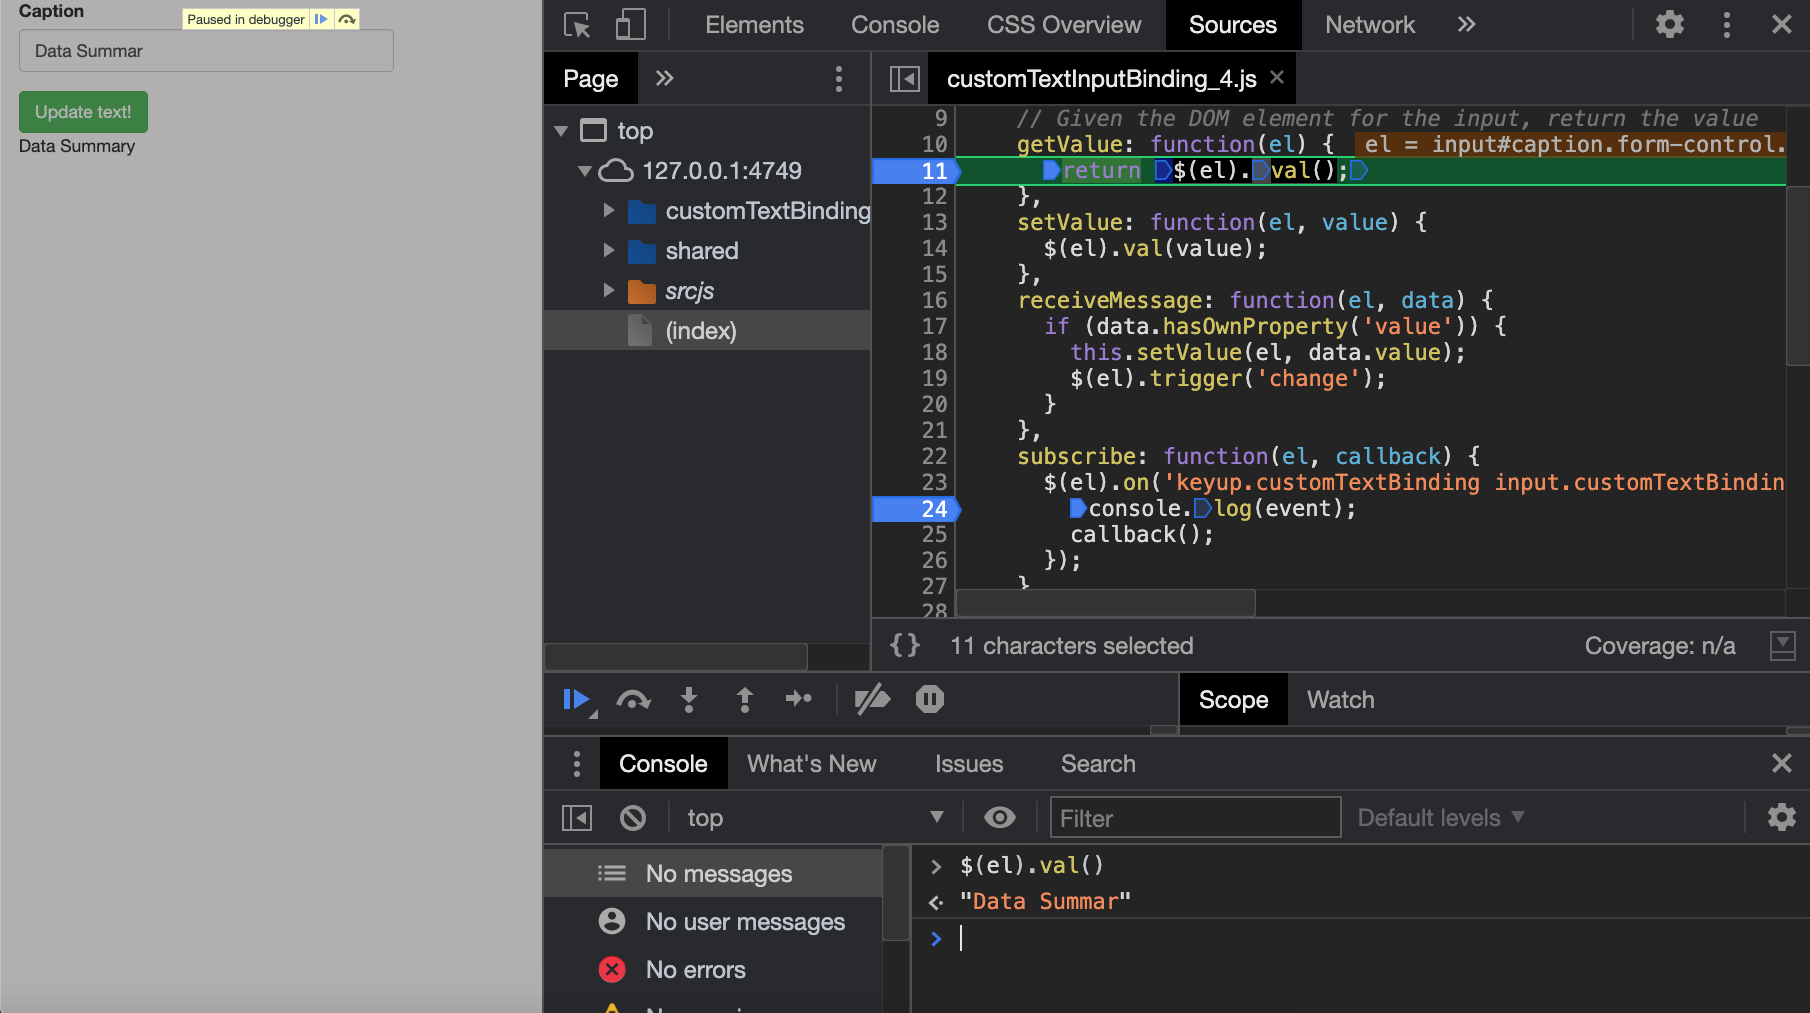 Caption
Paused in debugger
Data Summar
Update text!
Data Summary
Elements Console CSS Overview Sources Network
Page
customTextInputBinding_4.js
top
127.0.0.1:4749
customTextBinding
shared
srcjs
(index)
9 // Given the DOM element for the input, return the value
10 getValue: function(el) { el = input#caption.form-control.
11 return $(el).val();
12 },
13 setValue: function(el, value) {
14 $(el).val(value);
15 },
16 receiveMessage: function(el, data) {
17 if (data.hasOwnProperty('value')) {
18 this.setValue(el, data.value);
19 $(el).trigger('change');
20 }
21 },
22 subscribe: function(el, callback) {
23 $(el).on('keyup.customTextBinding input.customTextBindin
24 console.log(event);
25 callback();
26 });
27 }
28
{} 11 characters selected Coverage: n/a
Scope Watch
Console What's New Issues Search
top Filter Default levels
No messages
No user messages
No errors
> $(el).val()
"Data Summar"
>